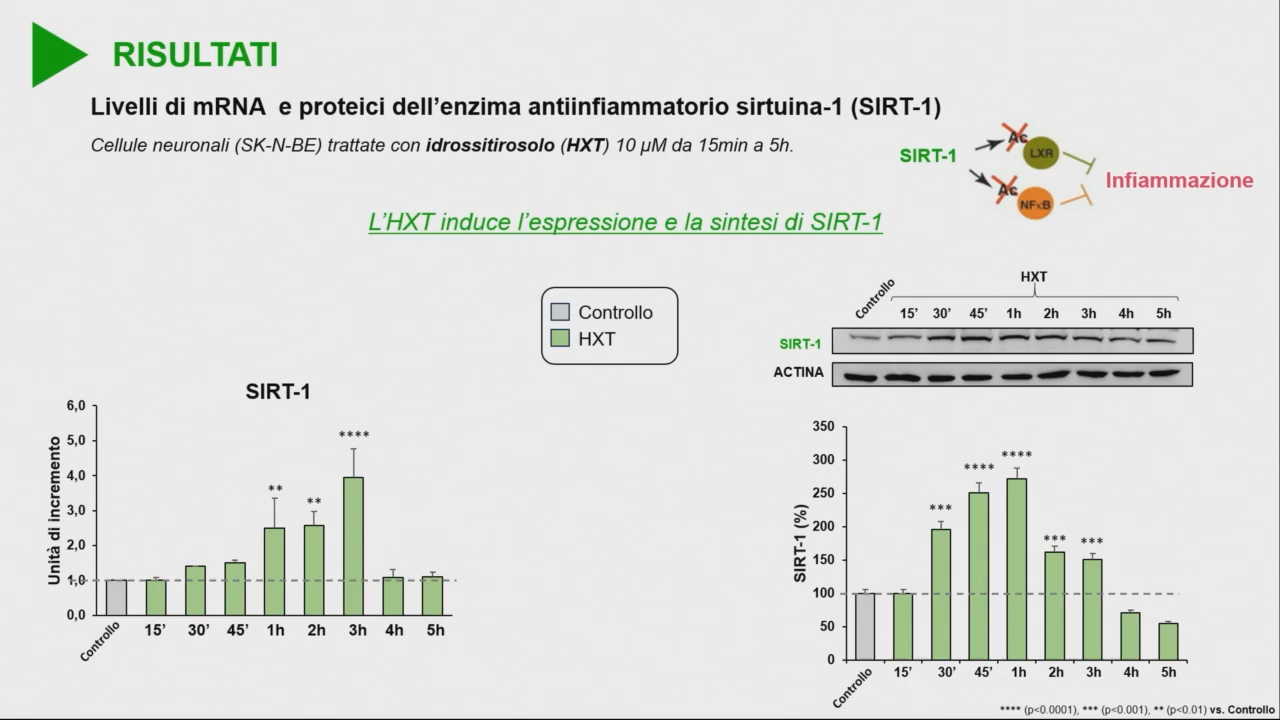 RISULTATI
Livelli di mRNA e proteici dell’enzima antiinfiammatorio sirtuina-1 (SIRT-1)
Cellule neuronali (SK-N-BE) trattate con idrossitirosolo (HXT) 10 µM da 15min a 5h.
SIRT-1
Ac
LXR
Ac
NFκB
Infiammazione
L’HXT induce l’espressione e la sintesi di SIRT-1
Controllo
HXT
HXT
Controllo
15’ 30’ 45’ 1h 2h 3h 4h 5h
SIRT-1
ACTINA
SIRT-1
Unità di incremento
6,0
5,0
4,0
3,0
2,0
1,0
0,0
** ** ****
Controllo 15’ 30’ 45’ 1h 2h 3h 4h 5h
SIRT-1 (%)
350
300
250
200
150
100
50
0
*** **** **** *** ***
Controllo 15’ 30’ 45’ 1h 2h 3h 4h 5h
**** (p<0.0001), *** (p<0.001), ** (p<0.01) vs. Controllo